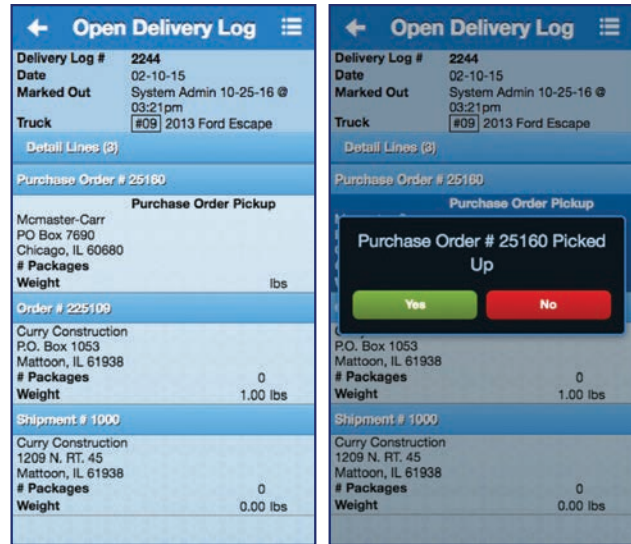 Open Delivery Log
Delivery Log # 2244
Date 02-10-15
Marked Out System Admin 10-25-16 @
03:21pm
Truck #09 2013 Ford Escape
Detail Lines (3)
Purchase Order # 25160
Purchase Order Pickup
Mcmaster-Carr
PO Box 7690
Chicago, IL 60680
# Packages
Weight lbs
Order # 225109
Curry Construction
P.O. Box 1053
Mattoon, IL 61938
# Packages 0
Weight 1.00 lbs
Shipment # 1000
Curry Construction
1209 N. RT. 45
Mattoon, IL 61938
# Packages 0
Weight 0.00 lbs
Open Delivery Log
Delivery Log # 2244
Date 02-10-15
Marked Out System Admin 10-25-16 @
03:21pm
Truck #09 2013 Ford Escape
Detail Lines (3)
Purchase Order # 25160
Purchase Order Pickup
Purchase Order # 25160 Picked
Up
Yes No
P.O. Box 1053
Mattoon, IL 61938
# Packages 0
Weight 1.00 lbs
Shipment # 1000
Curry Construction
1209 N. RT. 45
Mattoon, IL 61938
# Packages 0
Weight 0.00 lbs